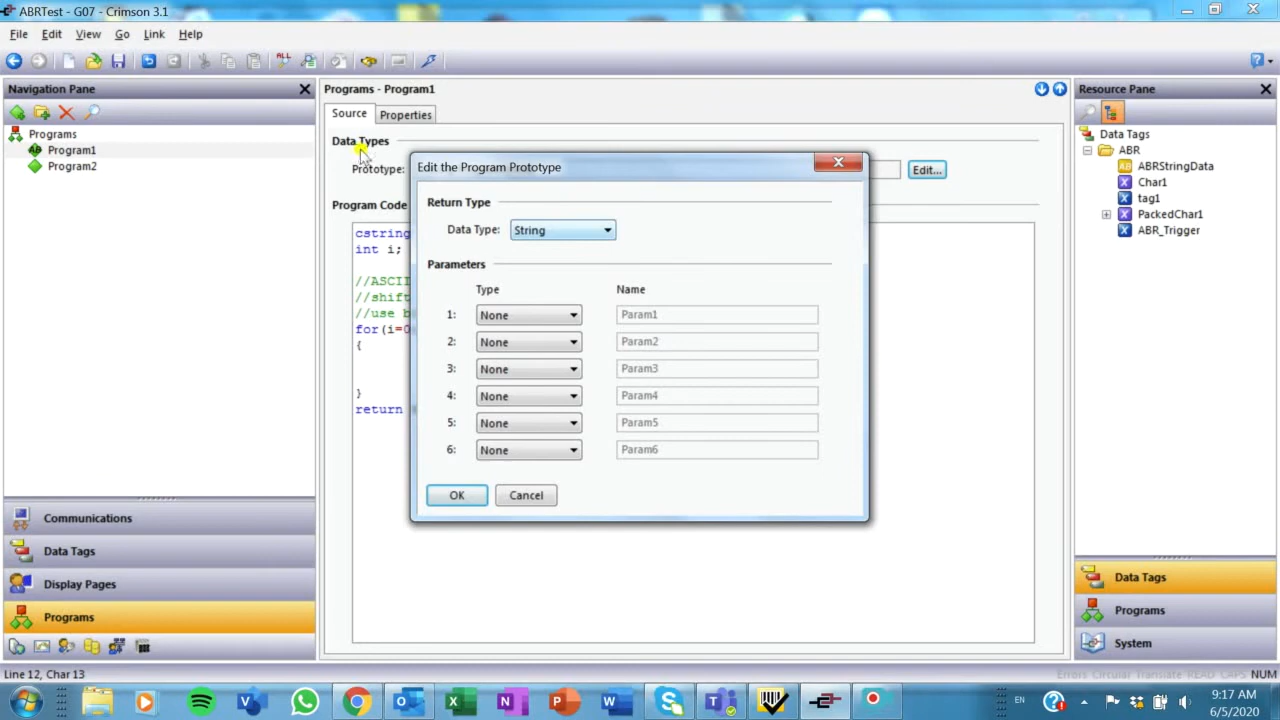 ABRTest - G07 - Crimson 3.1
File Edit View Go Link Help
Navigation Pane
Programs
Program1
Program2
Communications
Data Tags
Display Pages
Programs
Programs - Program1
Source Properties
Data Types
Prototype: Edit...
Program Code
cstring
int i;
//ASCII
//shift
//use b
for(i=0
{
}
return
Edit the Program Prototype
Return Type
Data Type: String
Parameters
Type Name
1: None Param1
2: None Param2
3: None Param3
4: None Param4
5: None Param5
6: None Param6
OK Cancel
Resource Pane
Data Tags
ABR
ABRStringData
Char1
tag1
PackedChar1
ABR_Trigger
Data Tags
Programs
System
Line 12, Char 13
Errors Circular Translate READ CAPS NUM
EN
9:17 AM
6/5/2020